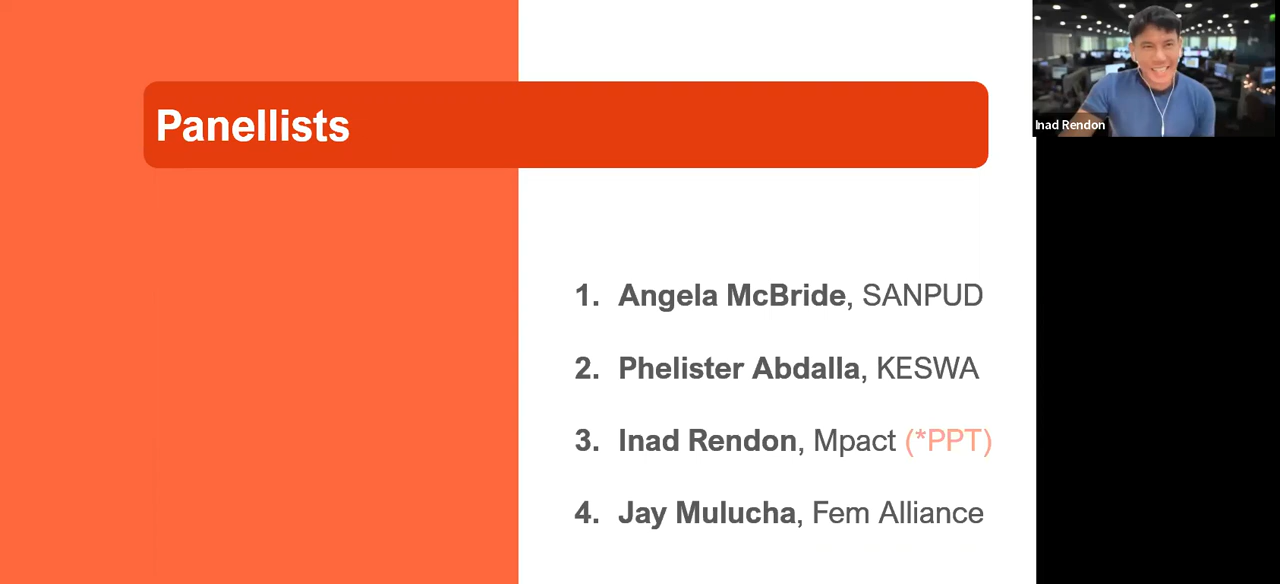 Panellists
Inad Rendon
1. Angela McBride, SANPUD
2. Phelister Abdalla, KESWA
3. Inad Rendon, Mpact (*PPT)
4. Jay Mulucha, Fem Alliance